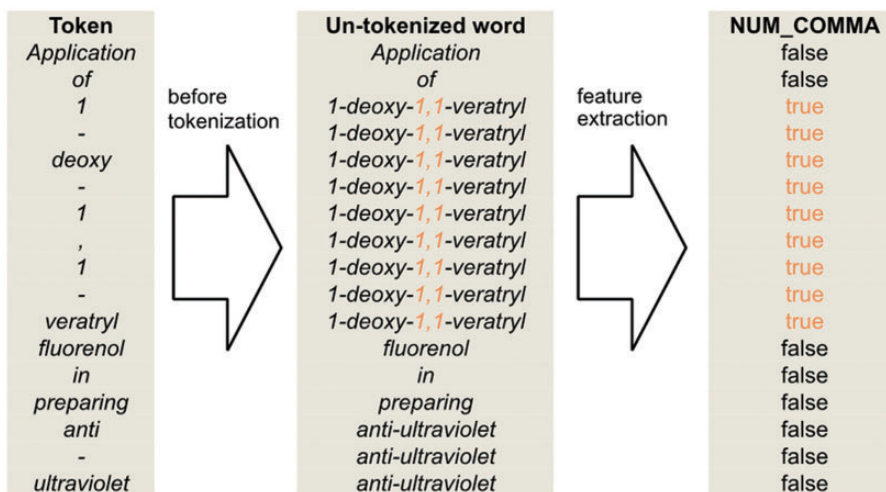 Token Un-tokenized word NUM_COMMA
Application Application false
of of false
1 1-deoxy-1,1-veratryl true
- 1-deoxy-1,1-veratryl true
deoxy 1-deoxy-1,1-veratryl true
- 1-deoxy-1,1-veratryl true
1 1-deoxy-1,1-veratryl true
, 1-deoxy-1,1-veratryl true
1 1-deoxy-1,1-veratryl true
- 1-deoxy-1,1-veratryl true
veratryl 1-deoxy-1,1-veratryl true
fluorenol fluorenol false
in in false
preparing preparing false
anti anti-ultraviolet false
- anti-ultraviolet false
ultraviolet anti-ultraviolet false
before
tokenization
feature
extraction